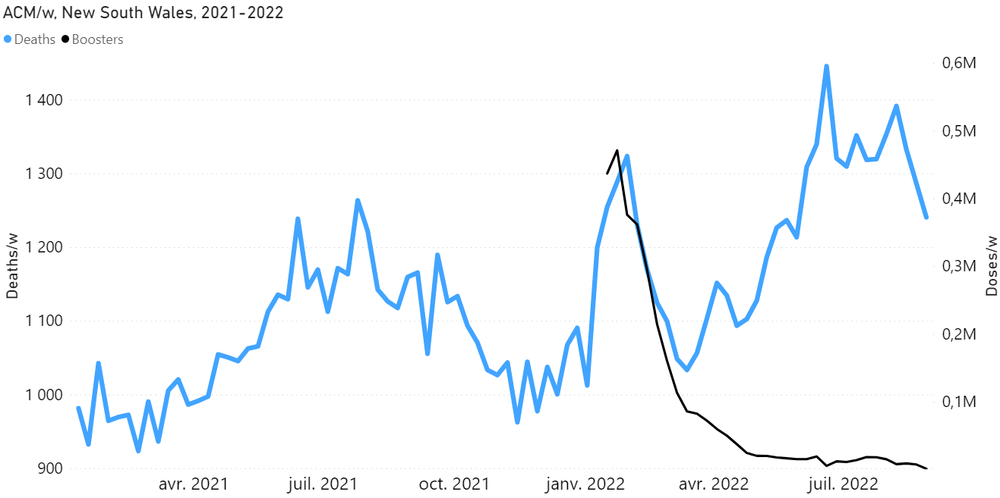 ACM/w, New South Wales, 2021-2022
Deaths Boosters
0,6M
1 400
0,5M
1 300
0,4M
1 200
0,3M
1 100
0,2M
1 000
0,1M
900
Deaths/w
Doses/w
avr. 2021 juil. 2021 oct. 2021 janv. 2022 avr. 2022 juil. 2022